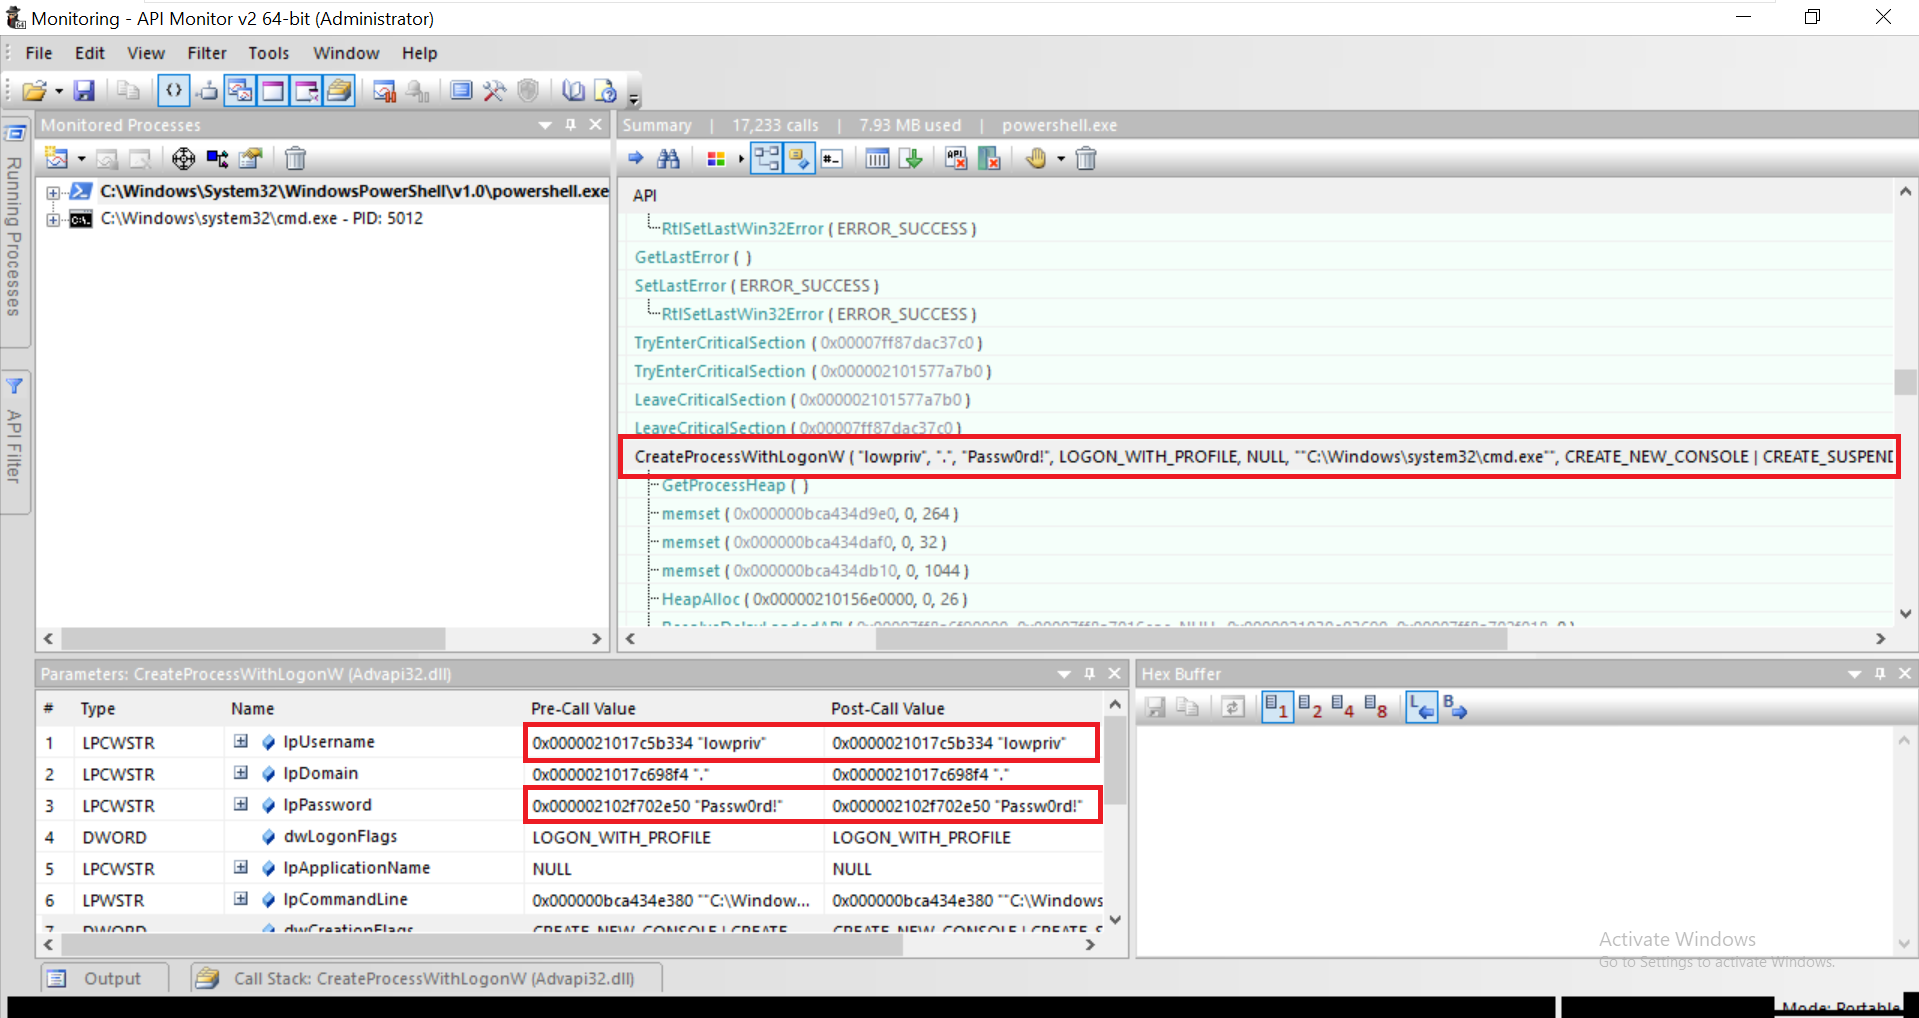 Monitoring - API Monitor v2 64-bit (Administrator)
File Edit View Filter Tools Window Help
Monitored Processes
Summary | 17,233 calls | 7.93 MB used | powershell.exe
Running Processes
API Filter
C:\Windows\System32\WindowsPowerShell\v1.0\powershell.exe
C:\Windows\system32\cmd.exe - PID: 5012
API
RtlSetLastWin32Error ( ERROR_SUCCESS )
GetLastError ( )
SetLastError ( ERROR_SUCCESS )
RtlSetLastWin32Error ( ERROR_SUCCESS )
TryEnterCriticalSection ( 0x00007ff87dac37c0 )
TryEnterCriticalSection ( 0x000002101577a7b0 )
LeaveCriticalSection ( 0x000002101577a7b0 )
LeaveCriticalSection ( 0x00007ff87dac37c0 )
CreateProcessWithLogonW ( "lowpriv", ".", "Passw0rd!", LOGON_WITH_PROFILE, NULL, ""C:\Windows\system32\cmd.exe"", CREATE_NEW_CONSOLE | CREATE_SUSPEND
GetProcessHeap ( )
memset ( 0x000000bca434d9e0, 0, 264 )
memset ( 0x000000bca434daf0, 0, 32 )
memset ( 0x000000bca434db10, 0, 1044 )
HeapAlloc ( 0x00000210156e0000, 0, 26 )
Parameters: CreateProcessWithLogonW (Advapi32.dll)
# Type Name Pre-Call Value Post-Call Value
1 LPCWSTR lpUsername 0x0000021017c5b334 "lowpriv" 0x0000021017c5b334 "lowpriv"
2 LPCWSTR lpDomain 0x0000021017c698f4 "." 0x0000021017c698f4 "."
3 LPCWSTR lpPassword 0x000002102f702e50 "Passw0rd!" 0x000002102f702e50 "Passw0rd!"
4 DWORD dwLogonFlags LOGON_WITH_PROFILE LOGON_WITH_PROFILE
5 LPCWSTR lpApplicationName NULL NULL
6 LPWSTR lpCommandLine 0x000000bca434e380 ""C:\Window... 0x000000bca434e380 ""C:\Windows
7 DWORD dwCreationFlags CREATE_NEW_CONSOLE | CREATE_ CREATE_NEW_CONSOLE | CREATE_S
Hex Buffer
1 2 4 8 L B
Activate Windows
Go to Settings to activate Windows.
Output Call Stack: CreateProcessWithLogonW (Advapi32.dll)
Mode: Portable